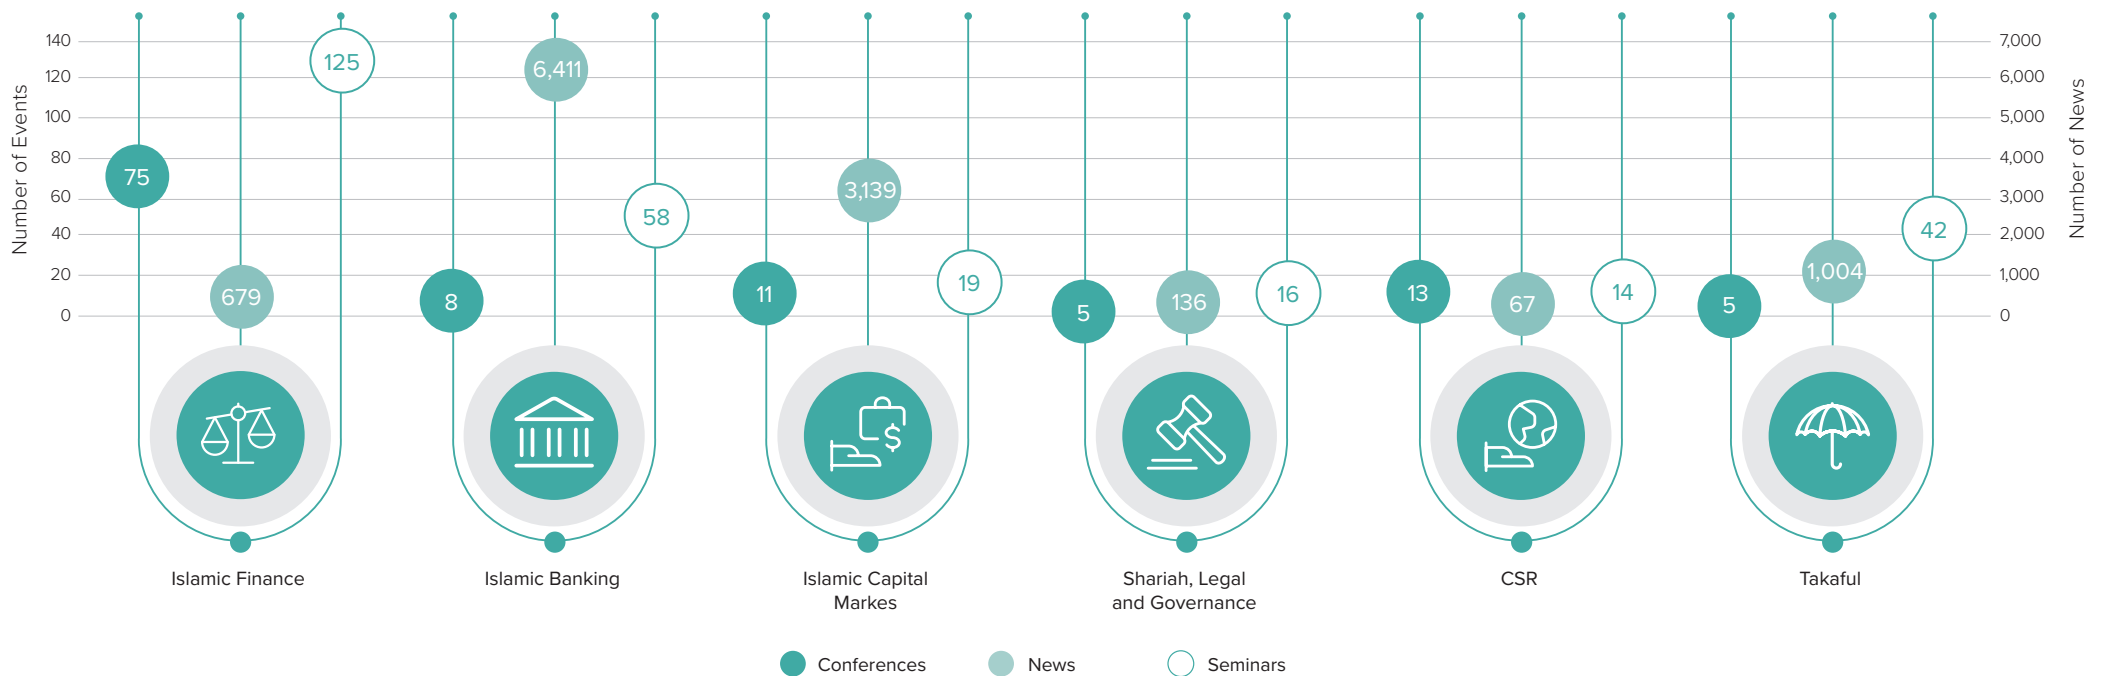 Number of Events
140
120
100
80
60
40
20
0
7,000
6,000
5,000
4,000
3,000
2,000
1,000
0
Number of News
75
679
125
8
6,411
58
11
3,139
19
5
136
16
13
67
14
5
1,004
42
Islamic Finance
Islamic Banking
Islamic Capital
Markes
Shariah, Legal
and Governance
CSR
Takaful
$
Conferences
News
Seminars